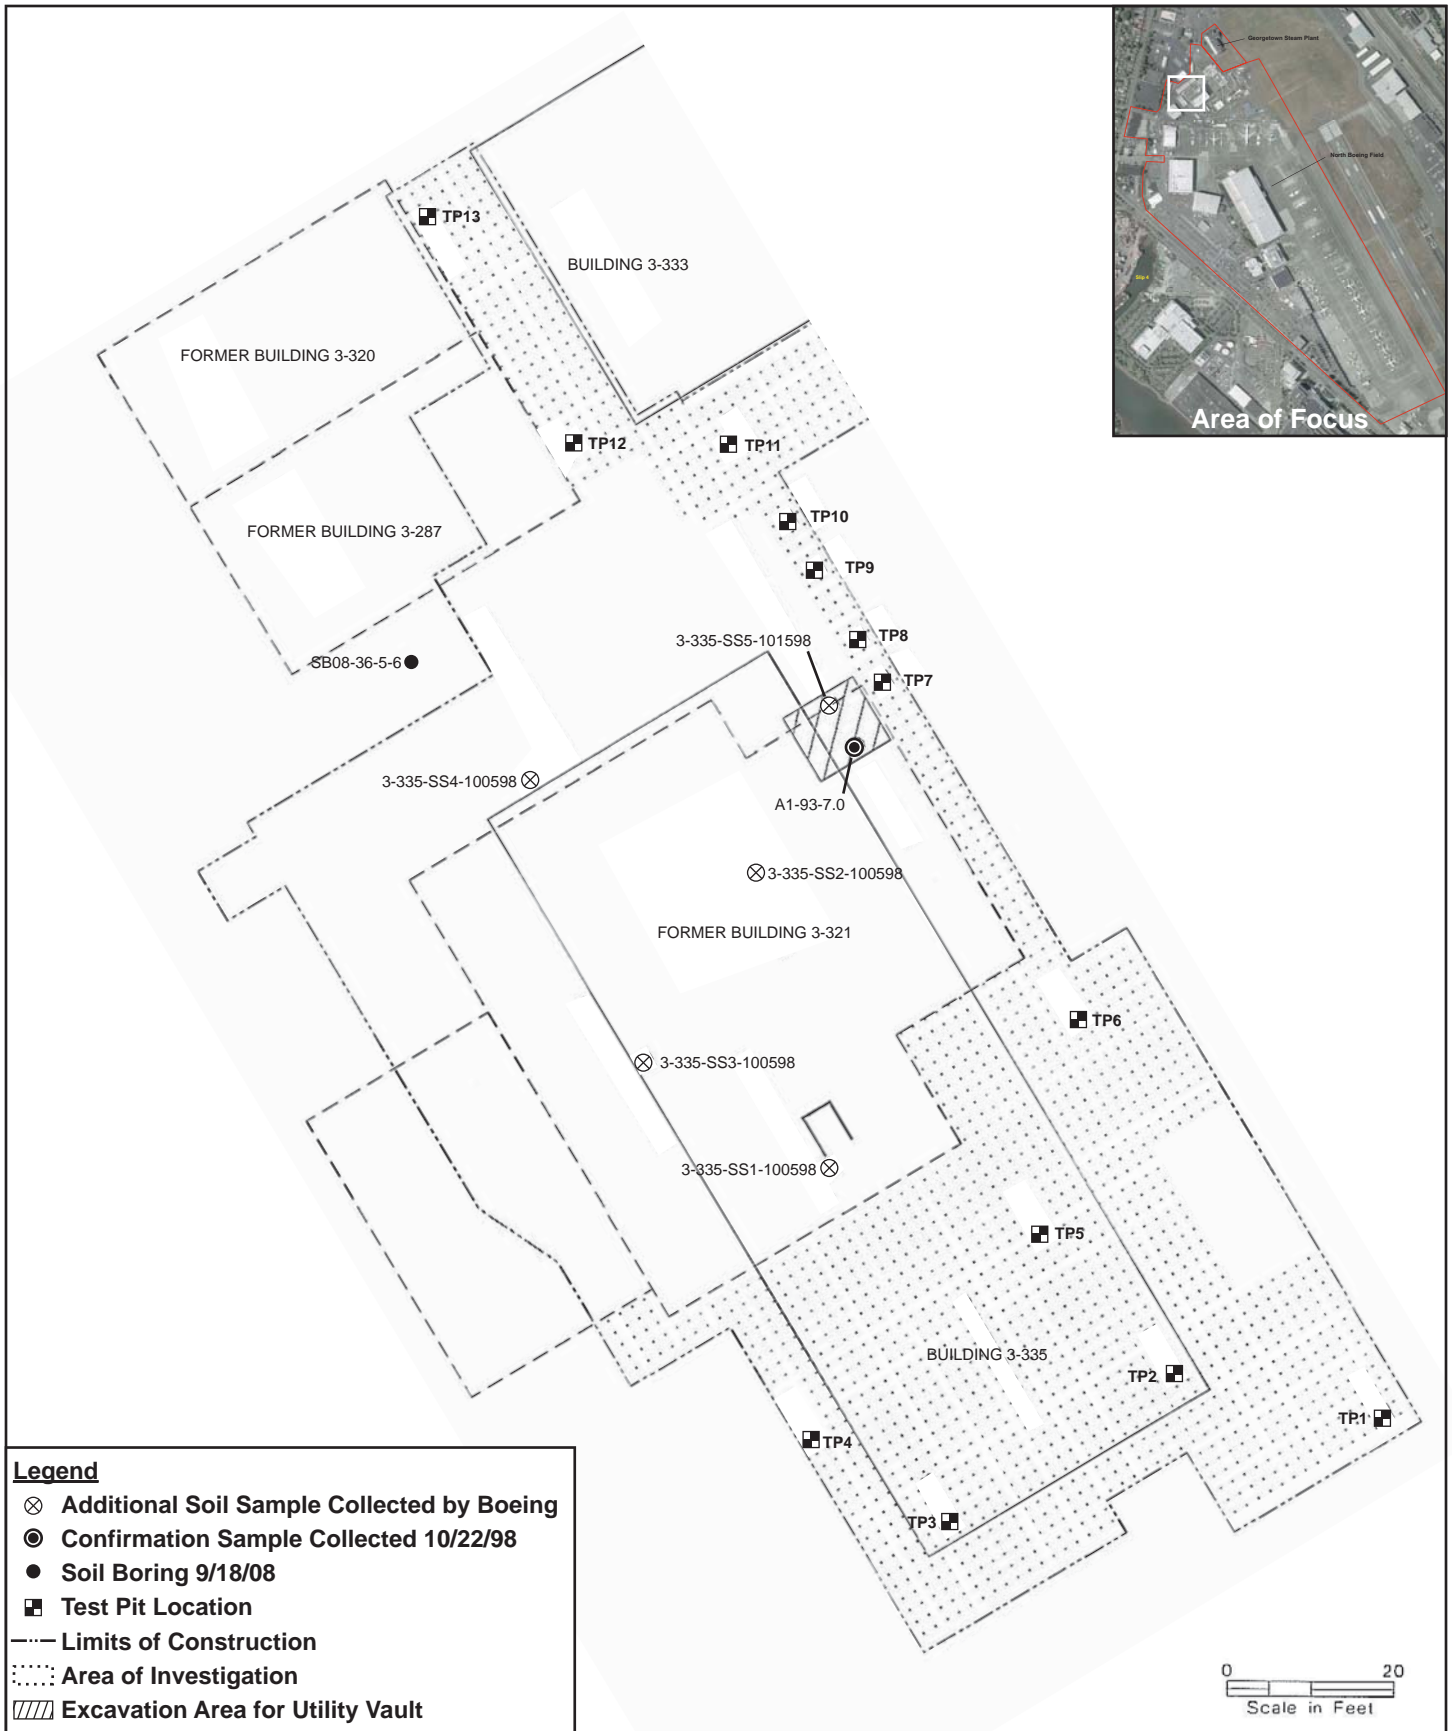 Georgetown Steam Plant
North Boeing Field
Slip 4
Area of Focus
TP13
BUILDING 3-333
FORMER BUILDING 3-320
TP12
TP11
TP10
FORMER BUILDING 3-287
TP9
3-335-SS5-101598
TP8
SB08-36-5-6
TP7
3-335-SS4-100598
A1-93-7.0
3-335-SS2-100598
FORMER BUILDING 3-321
TP6
3-335-SS3-100598
3-335-SS1-100598
TP5
BUILDING 3-335
TP2
TP1
TP4
TP3
Legend
Additional Soil Sample Collected by Boeing
Confirmation Sample Collected 10/22/98
Soil Boring 9/18/08
Test Pit Location
Limits of Construction
Area of Investigation
Excavation Area for Utility Vault
0 20
Scale in Feet